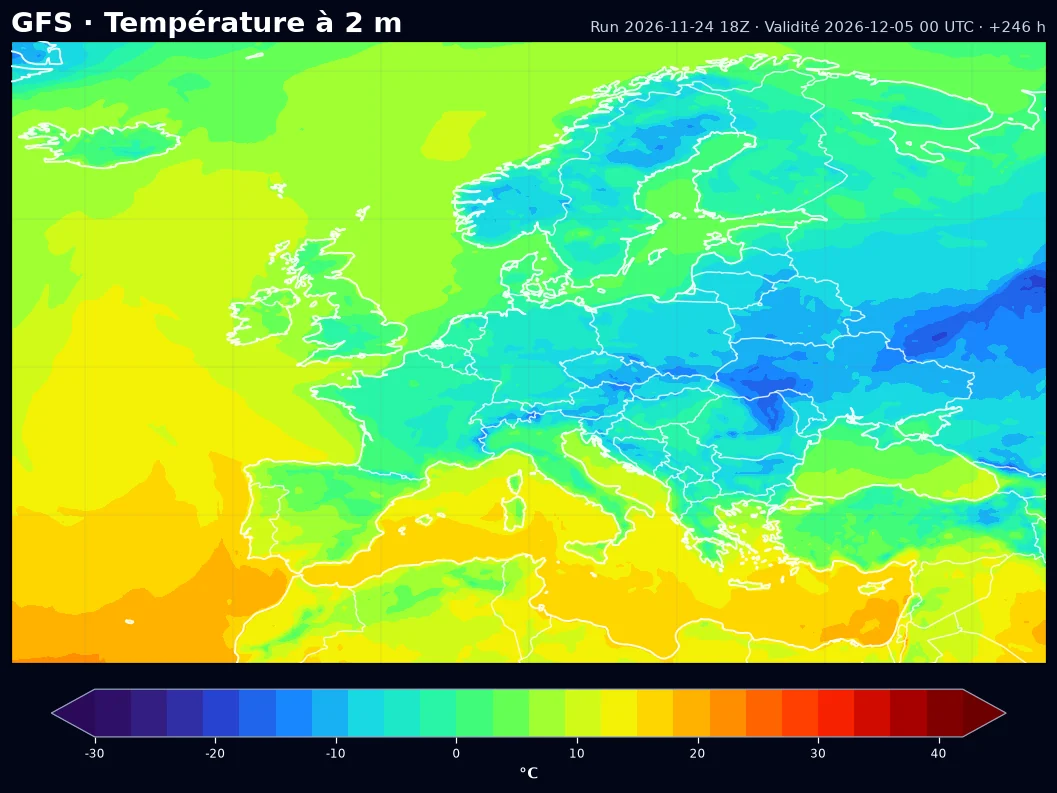 GFS · Température à 2 m
Run 2026-11-24 18Z · Validité 2026-12-05 00 UTC · +246 h
-30 -20 -10 0 10 20 30 40
°C